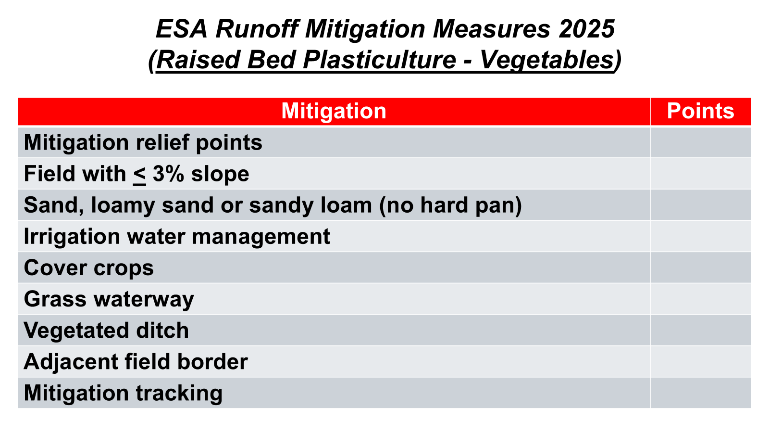 ESA Runoff Mitigation Measures 2025
(Raised Bed Plasticulture - Vegetables)
Mitigation Points
Mitigation relief points
Field with ≤ 3% slope
Sand, loamy sand or sandy loam (no hard pan)
Irrigation water management
Cover crops
Grass waterway
Vegetated ditch
Adjacent field border
Mitigation tracking